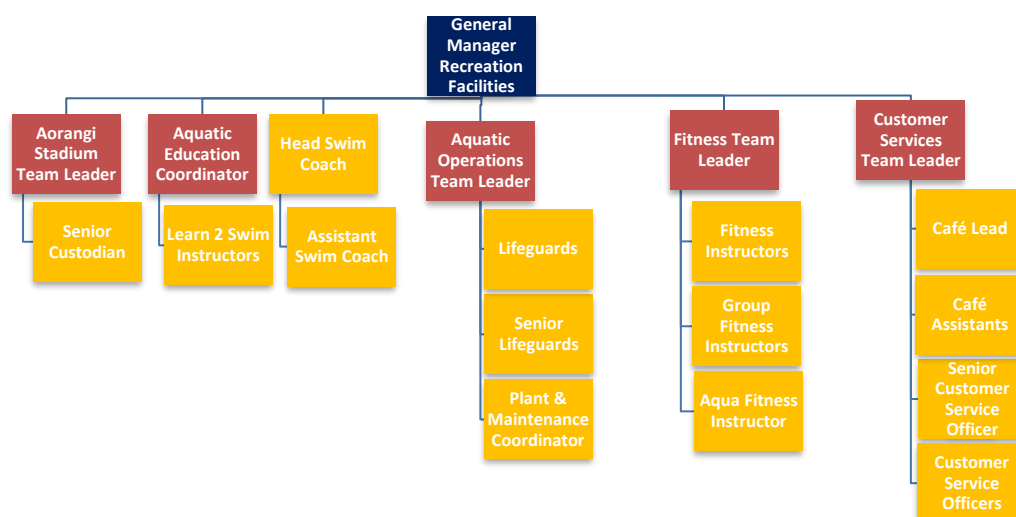 General
Manager
Recreation
Facilities
Aorangi
Stadium
Team Leader
Aquatic
Education
Coordinator
Head Swim
Coach
Aquatic
Operations
Team Leader
Fitness Team
Leader
Customer
Services
Team Leader
Senior
Custodian
Learn 2 Swim
Instructors
Assistant
Swim Coach
Lifeguards
Senior
Lifeguards
Plant &
Maintenance
Coordinator
Fitness
Instructors
Group
Fitness
Instructors
Aqua Fitness
Instructor
Café Lead
Café
Assistants
Senior
Customer
Service
Officer
Customer
Service
Officers